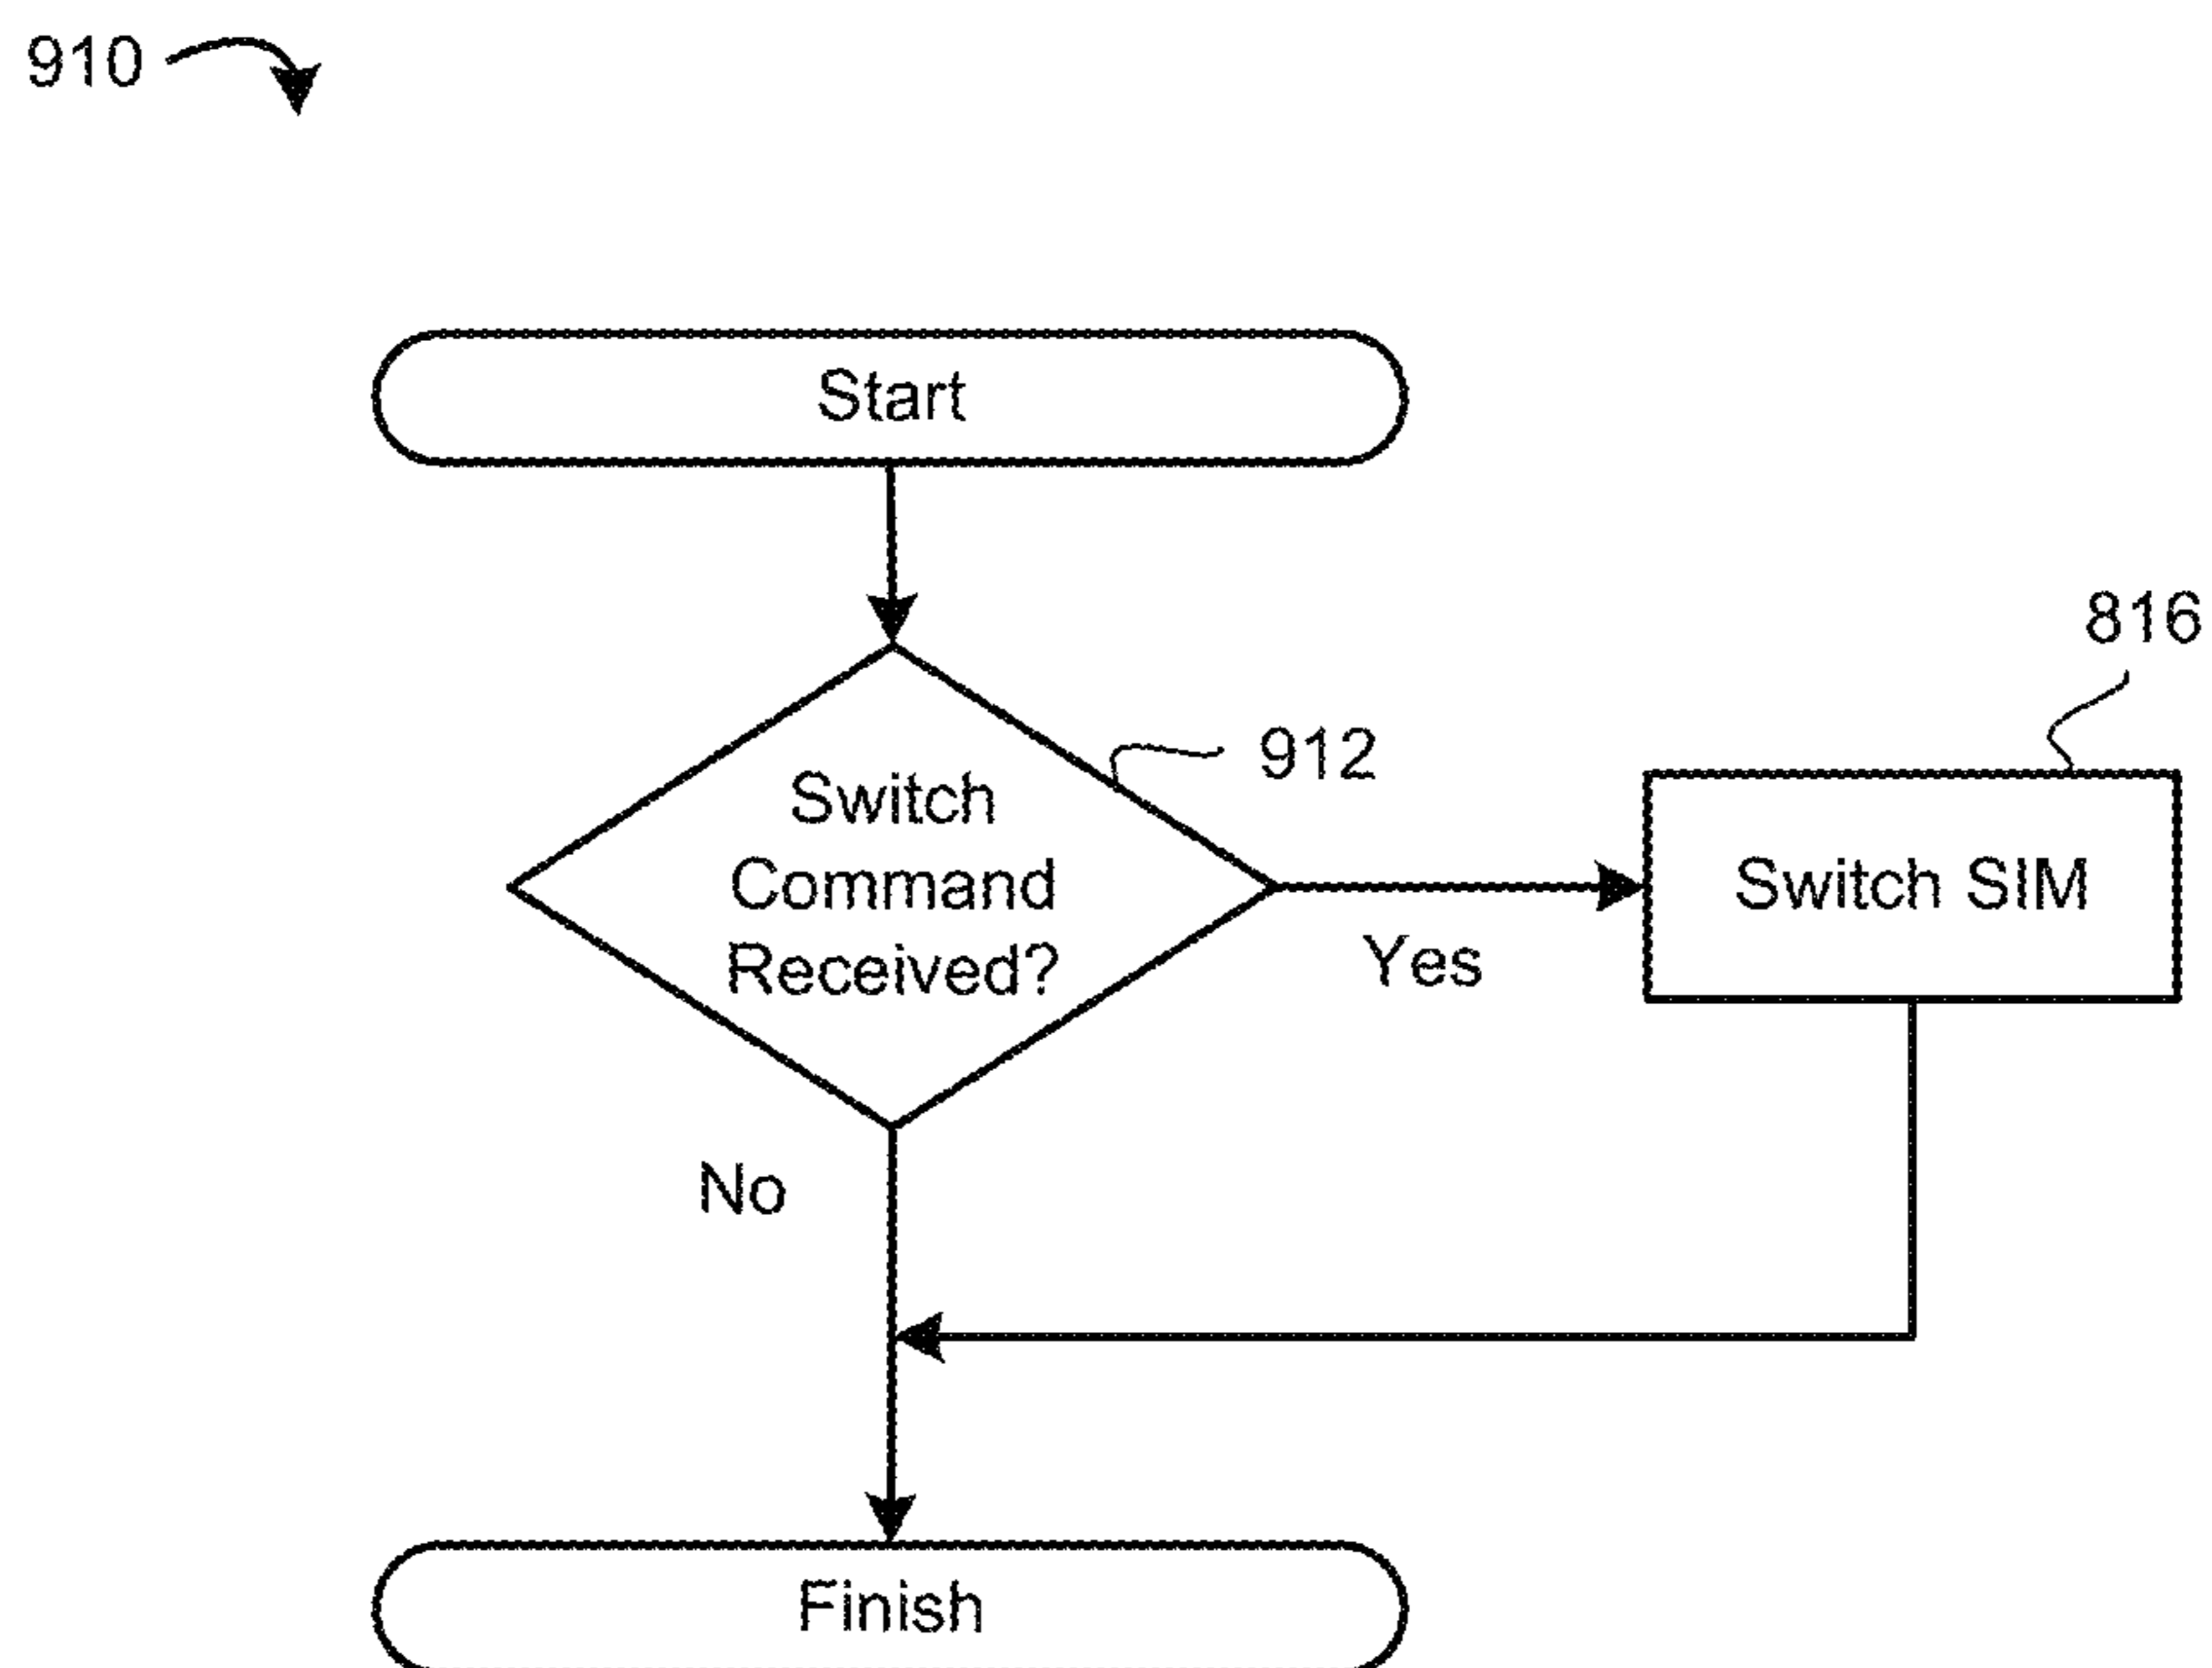 910
Start
816
912
Switch
Command
Received?
Switch SIM
Yes
No
Finish